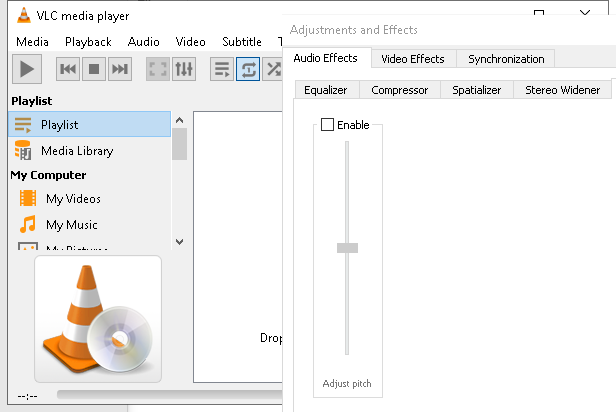 VLC media player
Media Playback Audio Video Subtitle
Playlist
Playlist
Media Library
My Computer
My Videos
My Music
My Pictures
Drop
--:--
Adjustments and Effects
Audio Effects Video Effects Synchronization
Equalizer Compressor Spatializer Stereo Widener
Enable
Adjust pitch